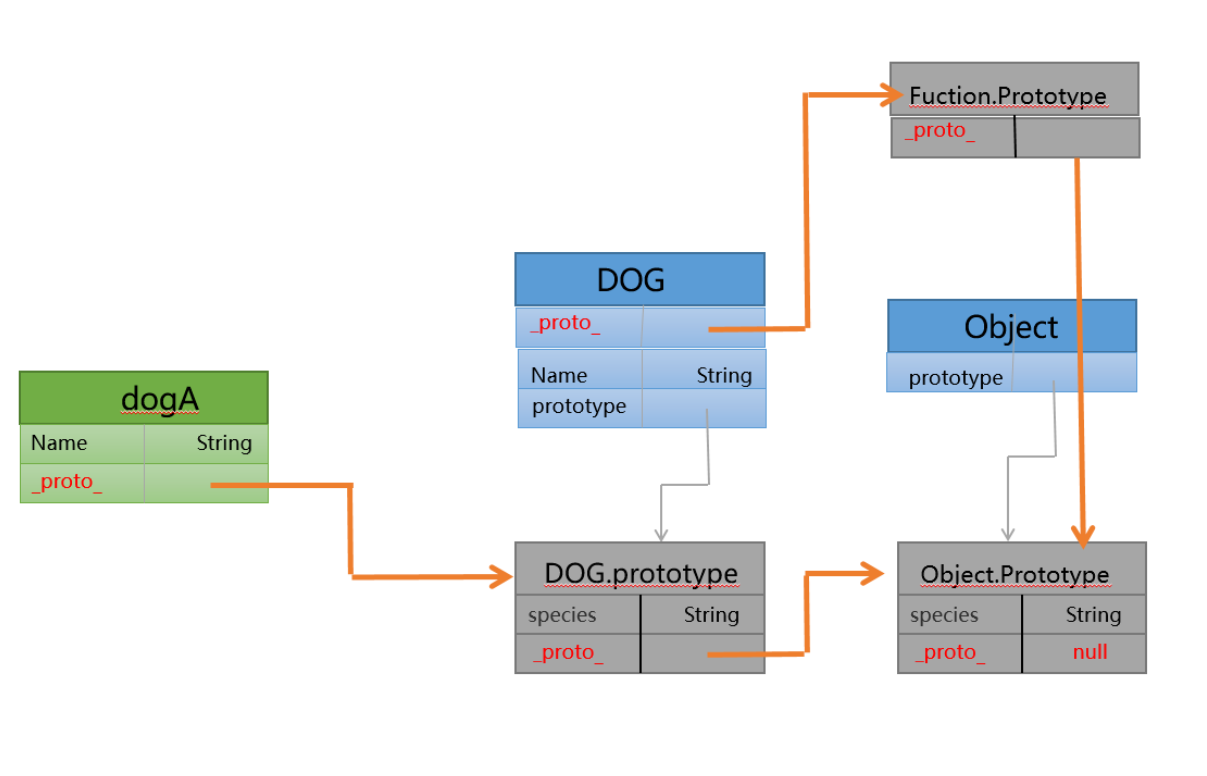 Fuction.Prototype
_proto_
DOG
_proto_
Name String
prototype
Object
prototype
dogA
Name String
_proto_
DOG.prototype
species String
_proto_
Object.Prototype
species String
_proto_ null